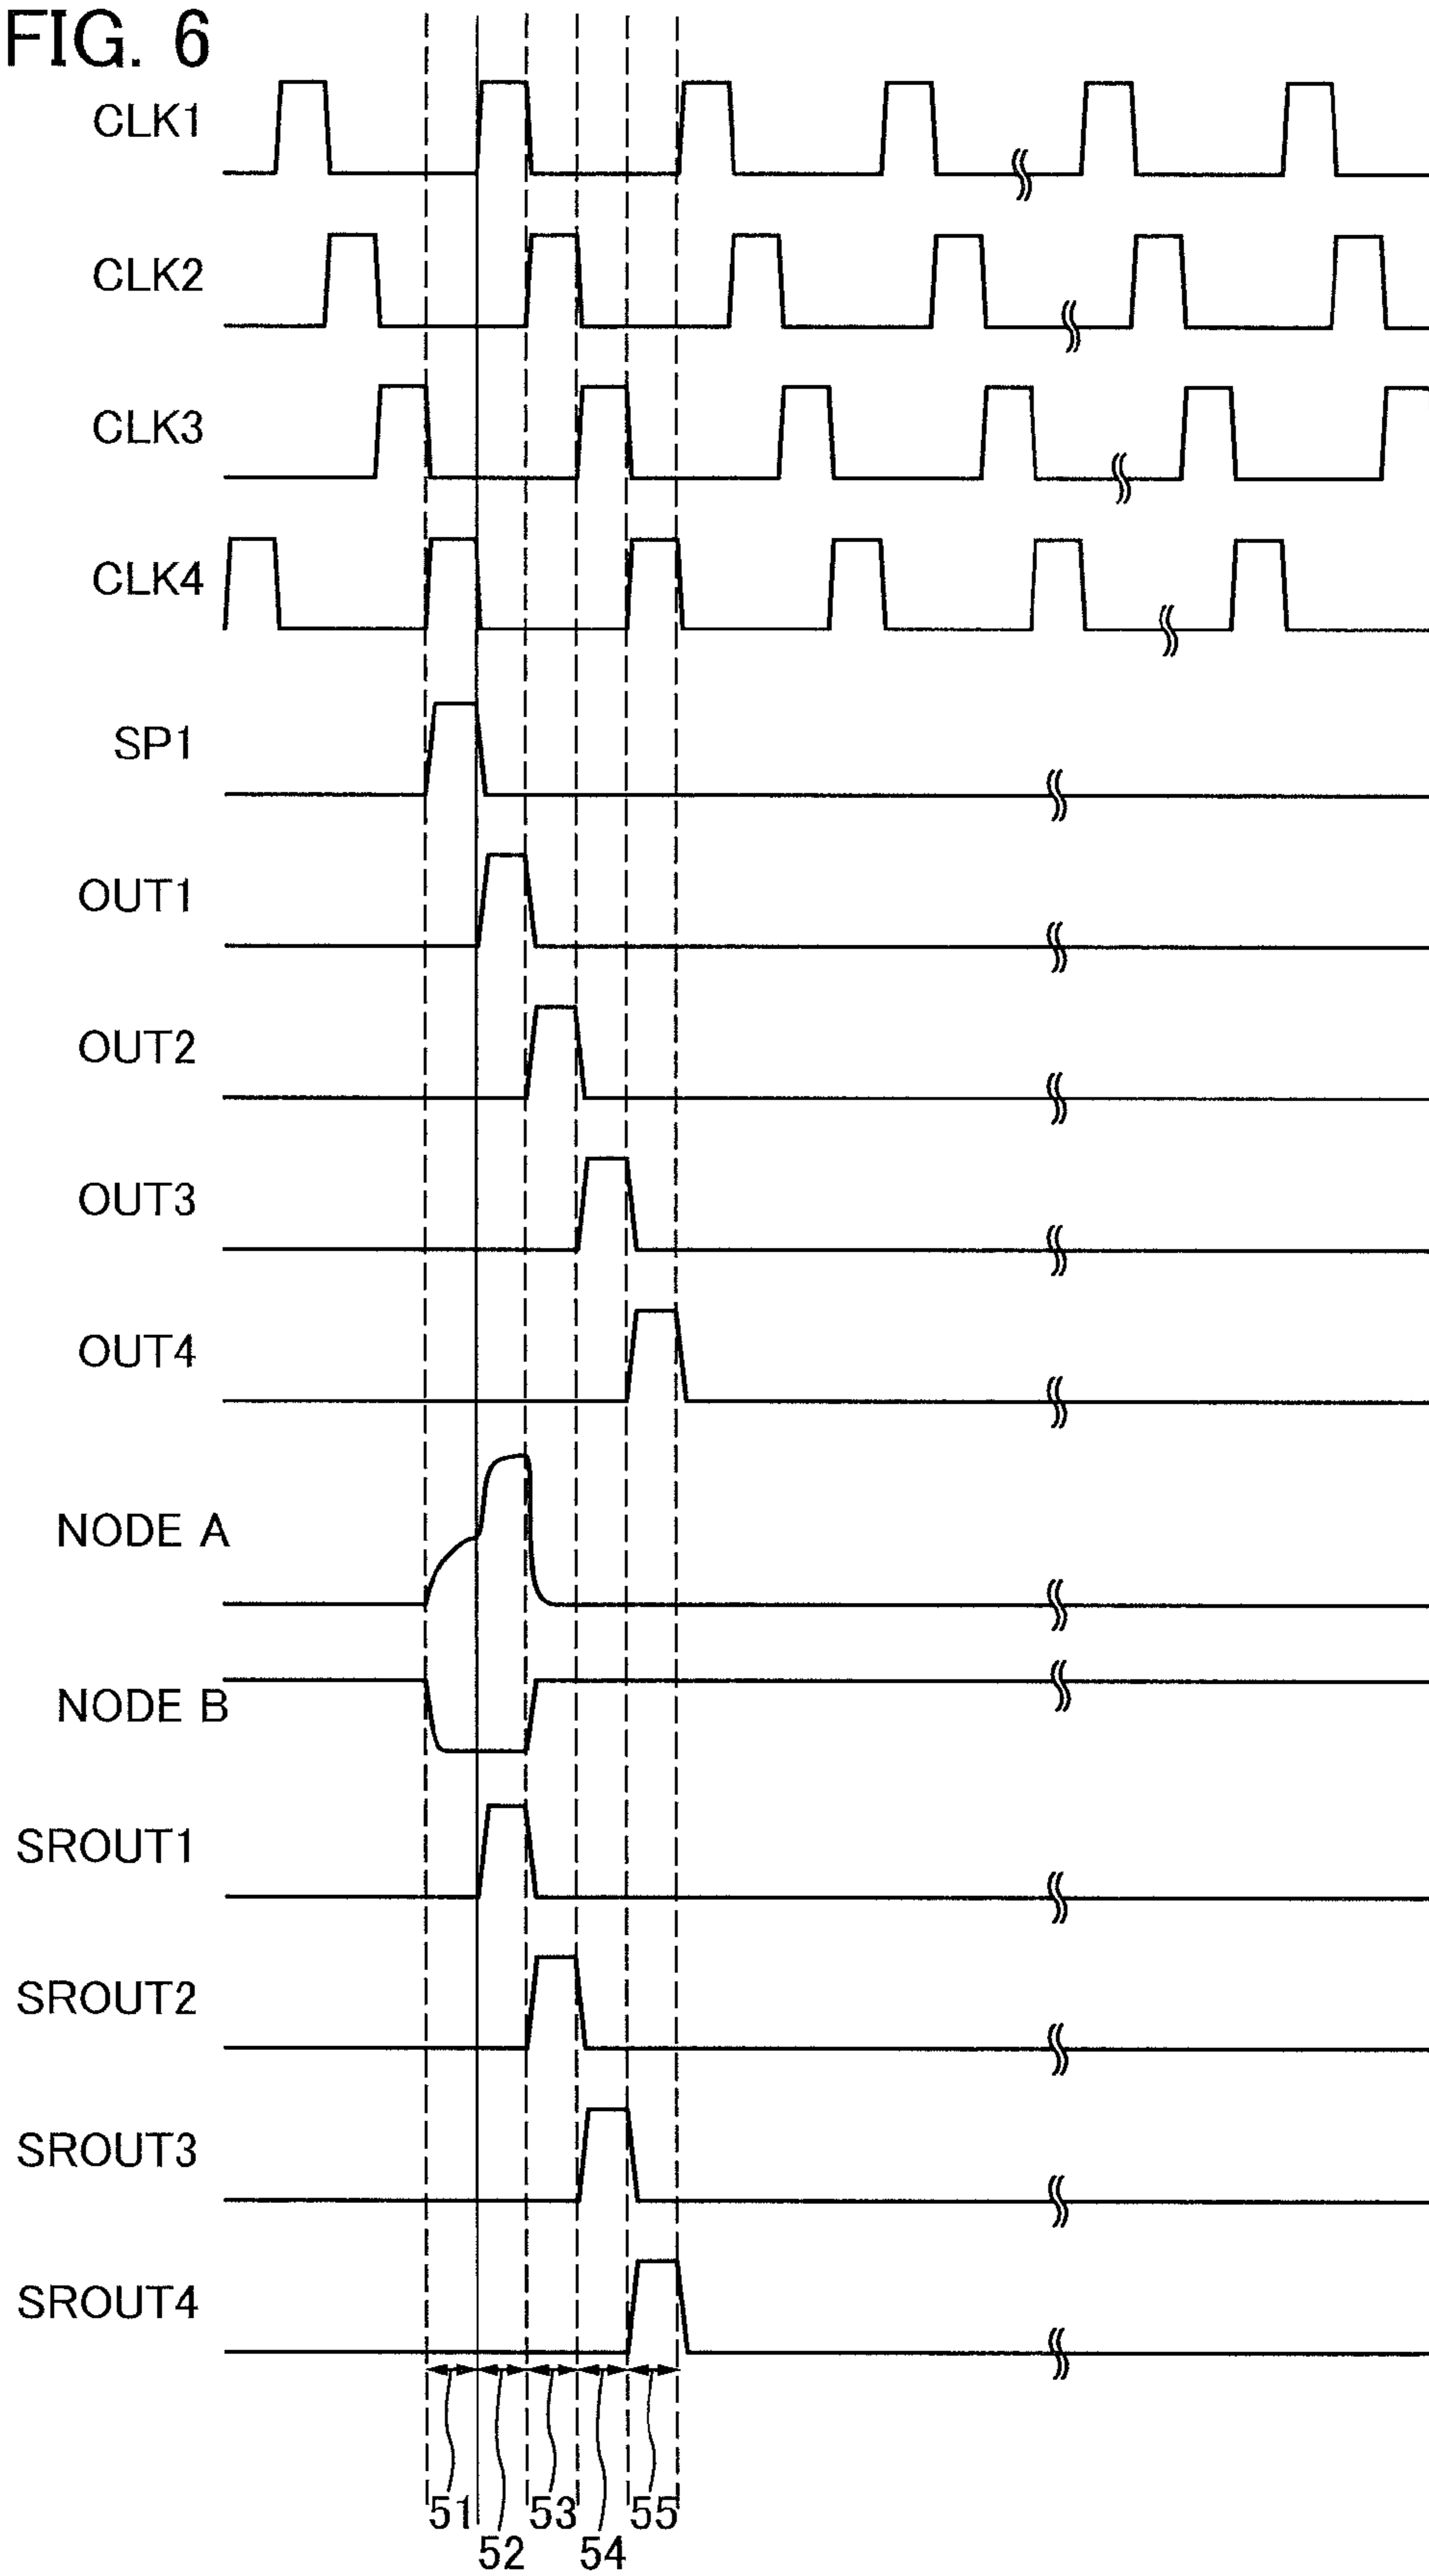 FIG. 6
CLK1
CLK2
CLK3
CLK4
SP1
OUT1
OUT2
OUT3
OUT4
NODE A
NODE B
SROUT1
SROUT2
SROUT3
SROUT4
51 53 55
52 54